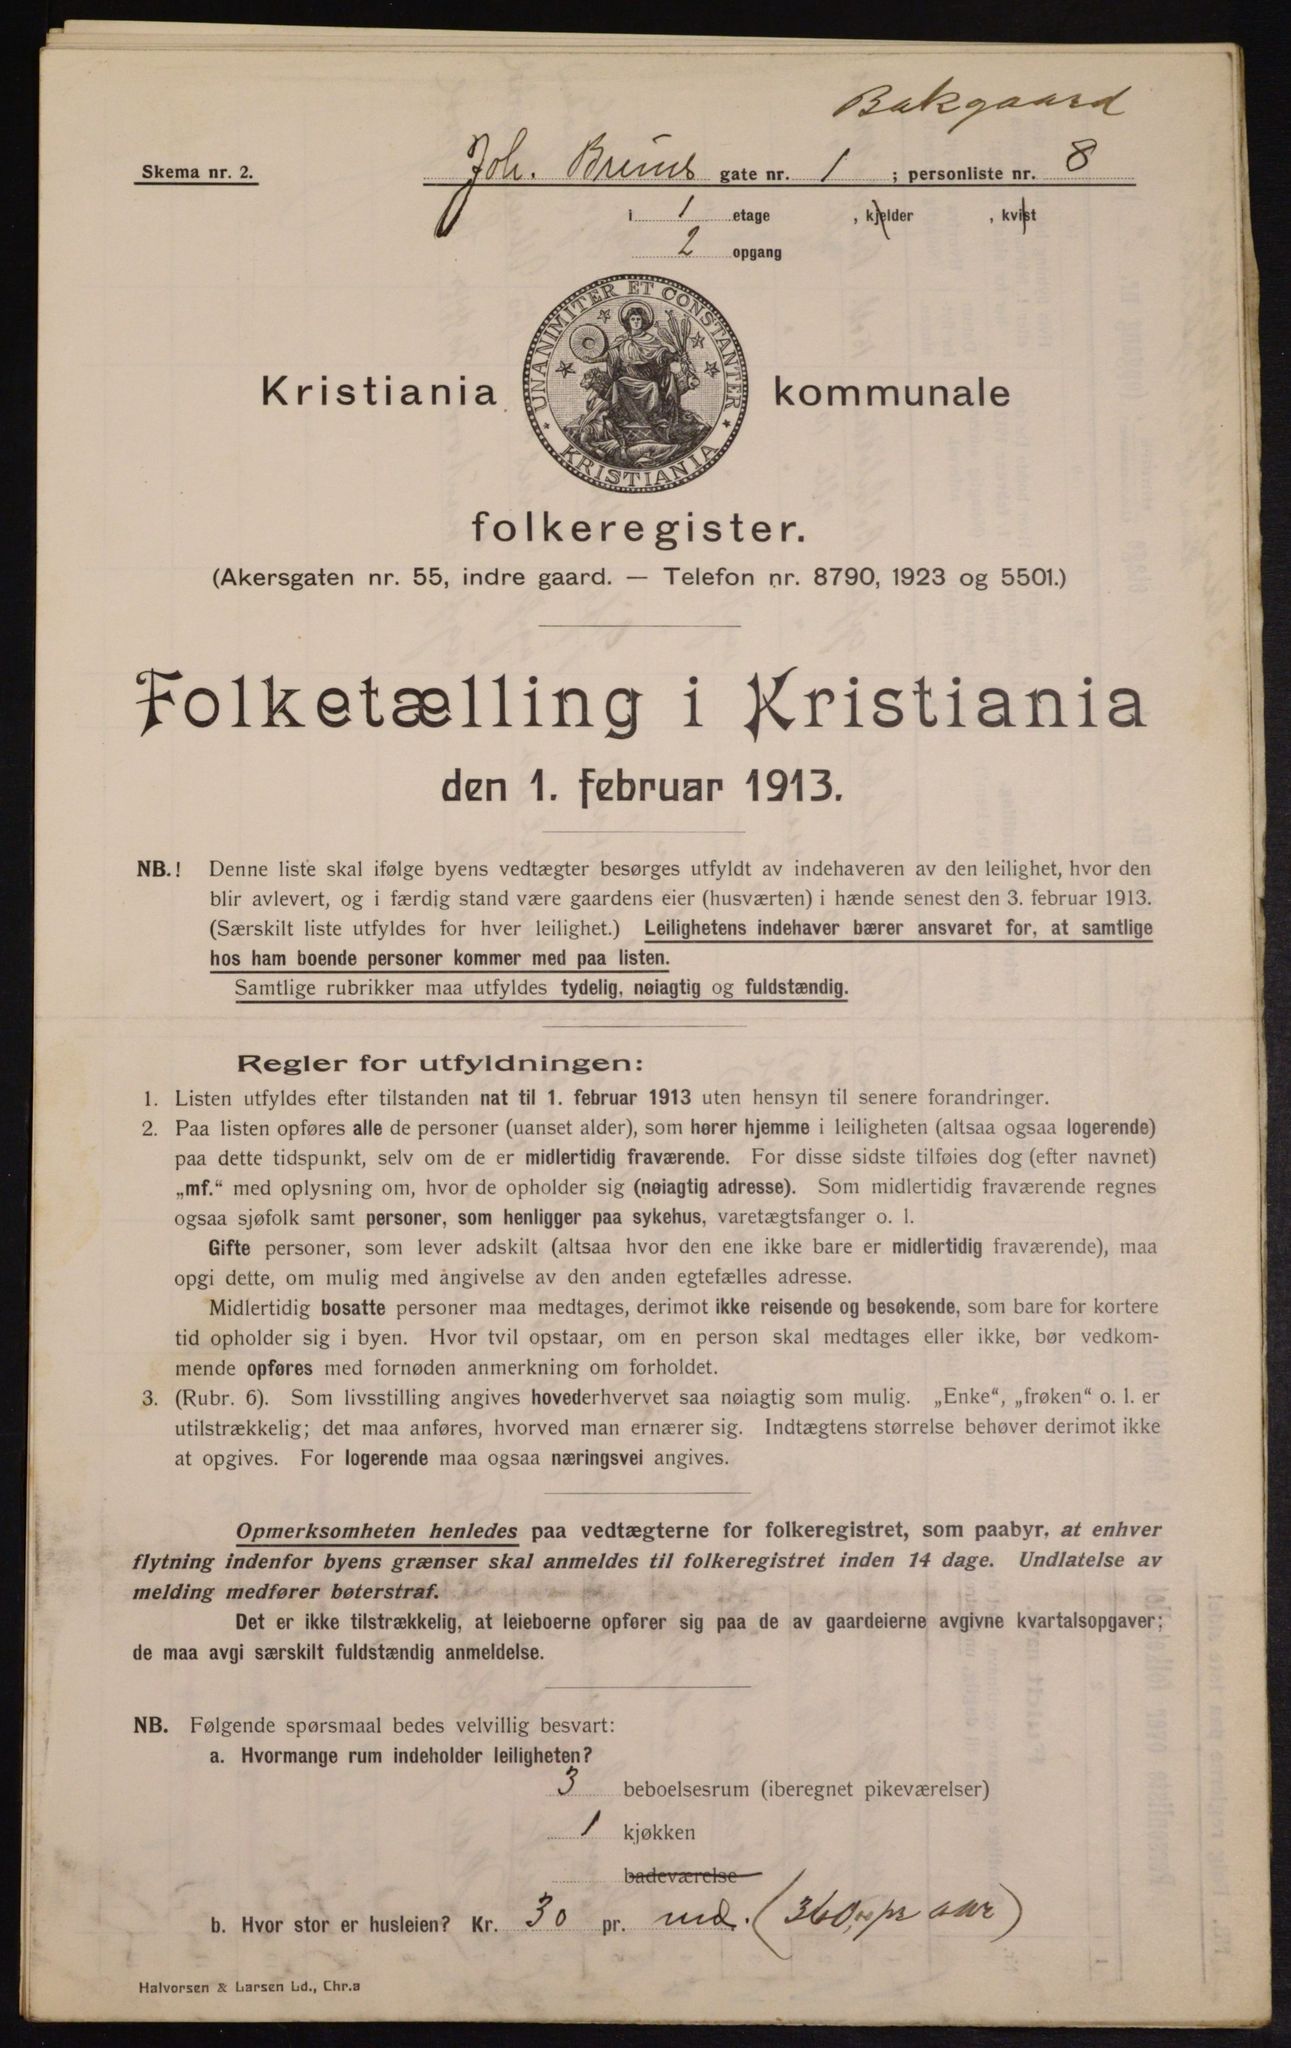 Bakgaard
Skema nr. 2. Joh. Bruns gate nr. 1 ; personliste nr. 8
i 1 etage , kjelder , kvist
2 opgang
UNANIMITER ET CONSTANTER
KRISTIANIA
Kristiania kommunale
folkeregister.
(Akersgaten nr. 55, indre gaard. — Telefon nr. 8790, 1923 og 5501.)
Folketælling i Kristiania
den 1. februar 1913.
NB.! Denne liste skal ifølge byens vedtægter besørges utfyldt av indehaveren av den leilighet, hvor den
blir avlevert, og i færdig stand være gaardens eier (husværten) i hænde senest den 3. februar 1913.
(Særskilt liste utfyldes for hver leilighet.) Leilighetens indehaver bærer ansvaret for, at samtlige
hos ham boende personer kommer med paa listen.
Samtlige rubrikker maa utfyldes tydelig, nøiagtig og fuldstændig.
Regler for utfyldningen:
1. Listen utfyldes efter tilstanden nat til 1. februar 1913 uten hensyn til senere forandringer.
2. Paa listen opføres alle de personer (uanset alder), som hører hjemme i leiligheten (altsaa ogsaa logerende)
paa dette tidspunkt, selv om de er midlertidig fraværende. For disse sidste tilføies dog (efter navnet)
„mf.“ med oplysning om, hvor de opholder sig (nøiagtig adresse). Som midlertidig fraværende regnes
ogsaa sjøfolk samt personer, som henligger paa sykehus, varetægtsfanger o. l.
Gifte personer, som lever adskilt (altsaa hvor den ene ikke bare er midlertidig fraværende), maa
opgi dette, om mulig med angivelse av den anden egtefælles adresse.
Midlertidig bosatte personer maa medtages, derimot ikke reisende og besøkende, som bare for kortere
tid opholder sig i byen. Hvor tvil opstaar, om en person skal medtages eller ikke, bør vedkom-
mende opføres med fornøden anmerkning om forholdet.
3. (Rubr. 6). Som livsstilling angives hovederhvervet saa nøiagtig som mulig. „Enke“, „frøken“ o. l. er
utilstrækkelig; det maa anføres, hvorved man ernærer sig. Indtægtens størrelse behøver derimot ikke
at opgives. For logerende maa ogsaa næringsvei angives.
Opmerksomheten henledes paa vedtægterne for folkeregistret, som paabyr, at enhver
flytning indenfor byens grænser skal anmeldes til folkeregistret inden 14 dage. Undlatelse av
melding medfører bøterstraf.
Det er ikke tilstrækkelig, at leieboerne opfører sig paa de av gaardeierne avgivne kvartalsopgaver;
de maa avgi særskilt fuldstændig anmeldelse.
NB. Følgende spørsmaal bedes velvillig besvart:
a. Hvormange rum indeholder leiligheten?
3 beboelsesrum (iberegnet pikeværelser)
1 kjøkken
badeværelse
b. Hvor stor er husleien? Kr. 30 pr. md. (360,00 pr aar)
Halvorsen & Larsen Ld., Chr.a